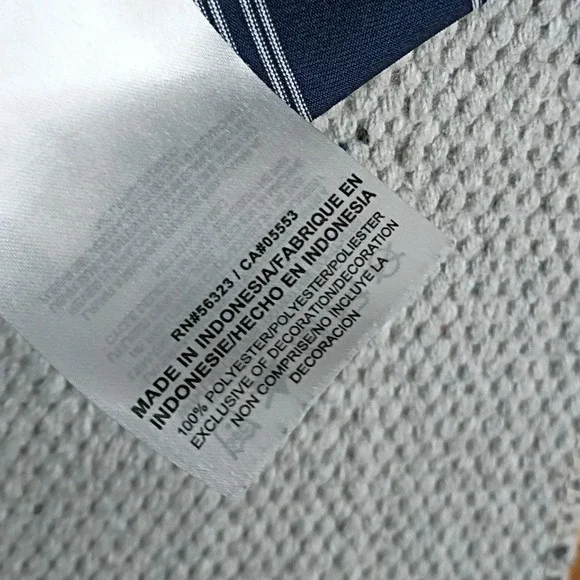 RN#56323 / CA#05553
MADE IN INDONESIA/FABRIQUE EN
INDONESIE/HECHO EN INDONESIA
100% POLYESTER/POLYESTER/POLIESTER
EXCLUSIVE OF DECORATION/DECORATION
NON COMPRISE/NO INCLUYE LA
DECORACION